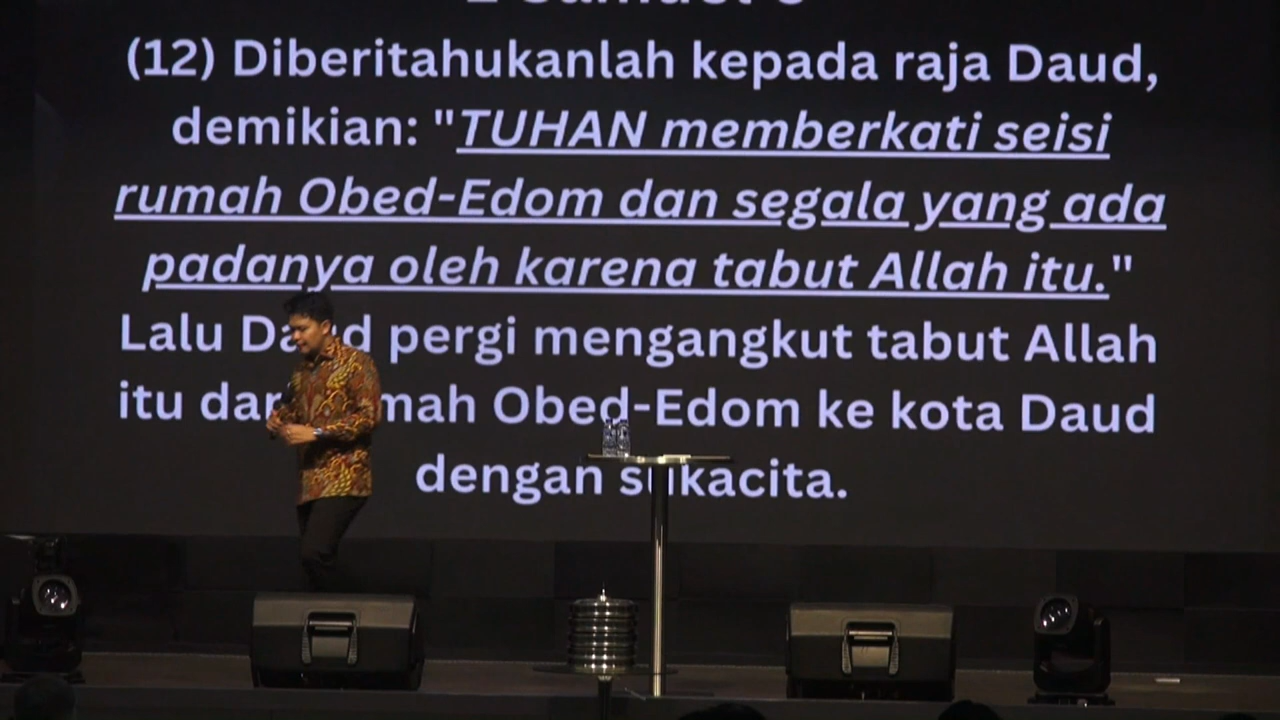 (12) Diberitahukanlah kepada raja Daud,
demikian: "TUHAN memberkati seisi
rumah Obed-Edom dan segala yang ada
padanya oleh karena tabut Allah itu."
Lalu pergi mengangkut tabut Allah
itu Obed-Edom ke kota Daud
dengan sukacita.